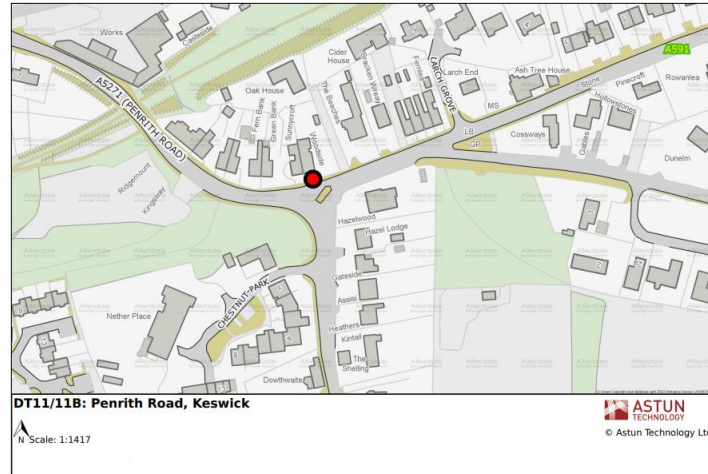 Works
Casteside
A5271 (PENRITH ROAD)
Oak House
Fern Bank
Green Bank
Sunnycroft
Woodside
The Beeches
Cider
House
Bracken Wireay
Fernlea
LARCH GROVE
Larch End
Ash Tree House
MS
Stone
A591
Pinecroft
Rowanlea
Hollowstones
LB
GP
Cossways
Gables
Dunelm
Ridgemount
Kingsway
Hazelwood
Hazel Lodge
Gateside
Assisi
Heathers
Kintail
The
Shelling
CHESTNUT PARK
Nether Place
Dowthwaite
Allerdale
DT11/11B: Penrith Road, Keswick
N Scale: 1:1417
ASTUN
TECHNOLOGY
© Astun Technology Ltd